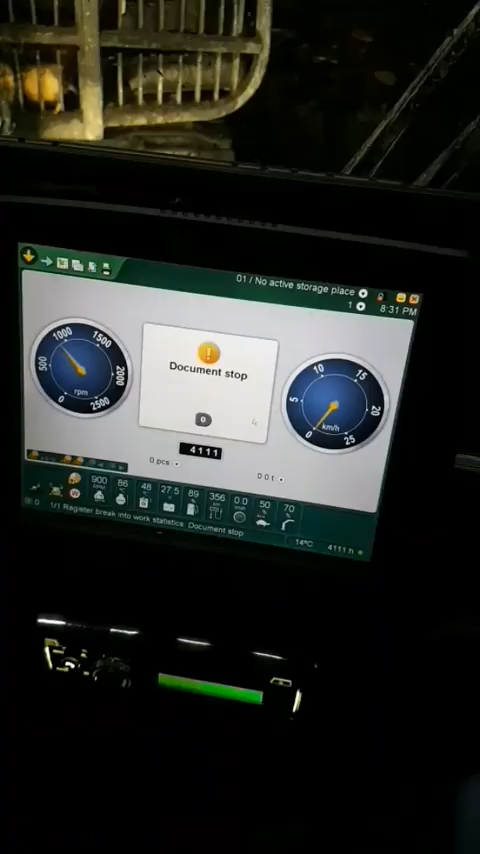 01 / No active storage place
1
8:31 PM
500
1000
1500
2000
2500
0
rpm
Document stop
0
5
10
15
20
25
0
km/h
4111
0 pcs
0.0 t
W
900
RPM
86
°C
48
°C
27.5
V
89
%
356
0.0
50
%
70
%
0
1/1 Register break into work statistics Document stop
14°C
4111 h